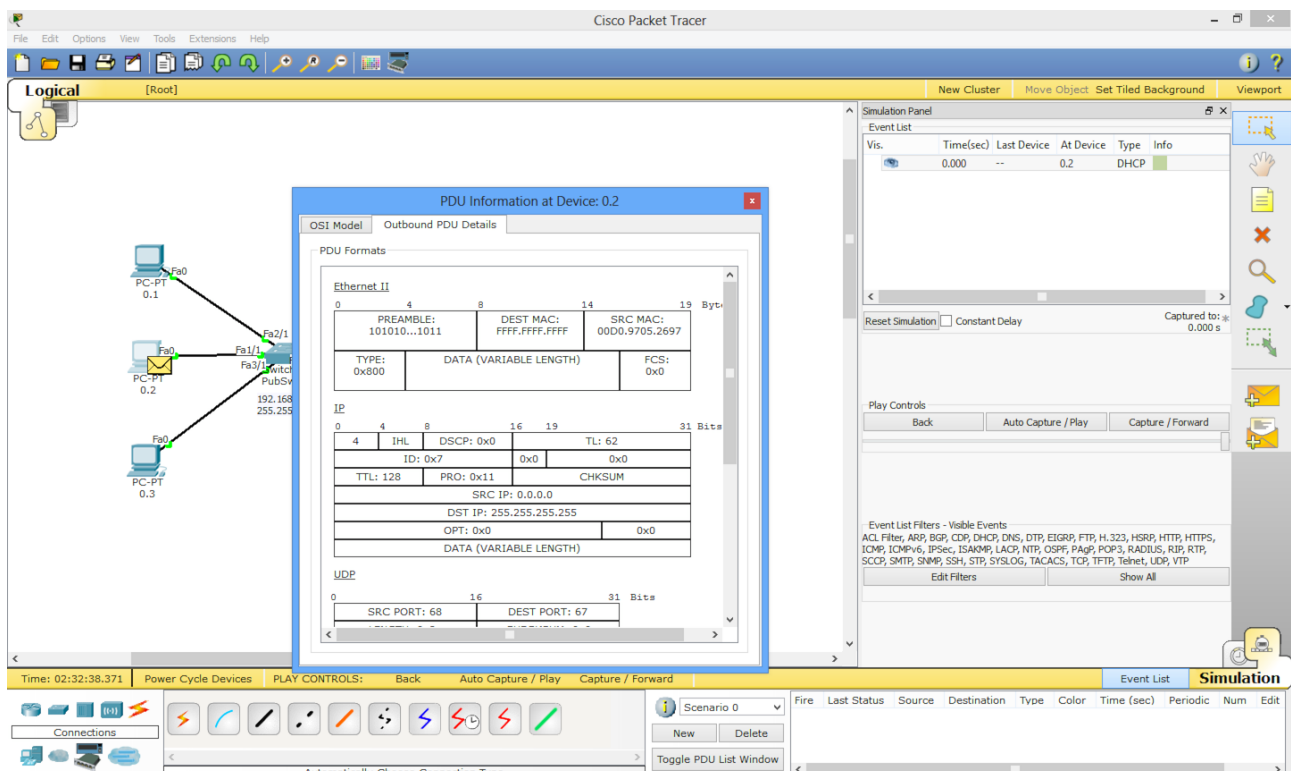 Cisco Packet Tracer
File Edit Options View Tools Extensions Help
Logical [Root] New Cluster Move Object Set Tiled Background Viewport
Simulation Panel
Event List
Vis. Time(sec) Last Device At Device Type Info
0.000 -- 0.2 DHCP
Reset Simulation Constant Delay Captured to: *
0.000 s
Play Controls
Back Auto Capture / Play Capture / Forward
Event List Filters - Visible Events
ACL Filter, ARP, BGP, CDP, DHCP, DNS, DTP, EIGRP, FTP, H.323, HSRP, HTTP, HTTPS,
ICMP, ICMPv6, IPSec, ISAKMP, LACP, NTP, OSPF, PAgP, POP3, RADIUS, RIP, RTP,
SCCP, SMTP, SNMP, SSH, STP, SYSLOG, TACACS, TCP, TFTP, Telnet, UDP, VTP
Edit Filters Show All
Fa0
PC-PT
0.1
Fa0
PC-PT
0.2
Fa0
PC-PT
0.3
Fa2/1
Fa1/1
Fa3/1
192.168
255.255
PDU Information at Device: 0.2
OSI Model Outbound PDU Details
PDU Formats
Ethernet II
0 4 8 14 19 Byt
PREAMBLE: DEST MAC: SRC MAC:
101010...1011 FFFF.FFFF.FFFF 00D0.9705.2697
TYPE: DATA (VARIABLE LENGTH) FCS:
0x800 0x0
IP
0 4 8 16 19 31 Bits
4 IHL DSCP: 0x0 TL: 62
ID: 0x7 0x0 0x0
TTL: 128 PRO: 0x11 CHKSUM
SRC IP: 0.0.0.0
DST IP: 255.255.255.255
OPT: 0x0 0x0
DATA (VARIABLE LENGTH)
UDP
0 16 31 Bits
SRC PORT: 68 DEST PORT: 67
Time: 02:32:38.371 Power Cycle Devices PLAY CONTROLS: Back Auto Capture / Play Capture / Forward Event List Simulation
Connections
Scenario 0
New Delete
Toggle PDU List Window
Fire Last Status Source Destination Type Color Time (sec) Periodic Num Edit